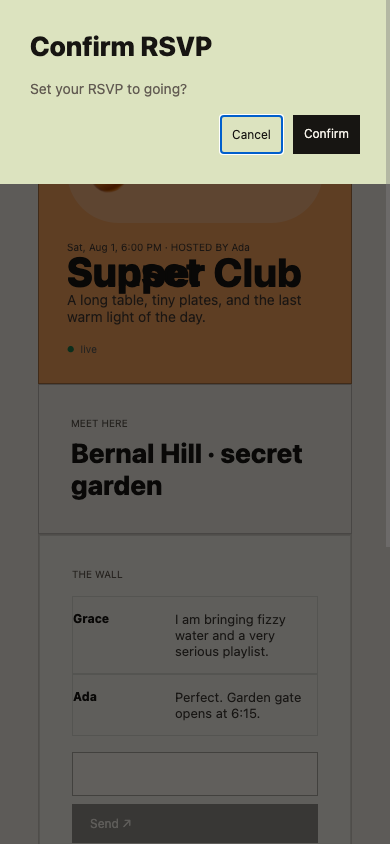 Confirm RSVP
Set your RSVP to going?
Cancel
Confirm
Sat, Aug 1, 6:00 PM · HOSTED BY Ada
Supper Club
A long table, tiny plates, and the last
warm light of the day.
live
MEET HERE
Bernal Hill · secret
garden
THE WALL
Grace
I am bringing fizzy
water and a very
serious playlist.
Ada
Perfect. Garden gate
opens at 6:15.
Send ↗